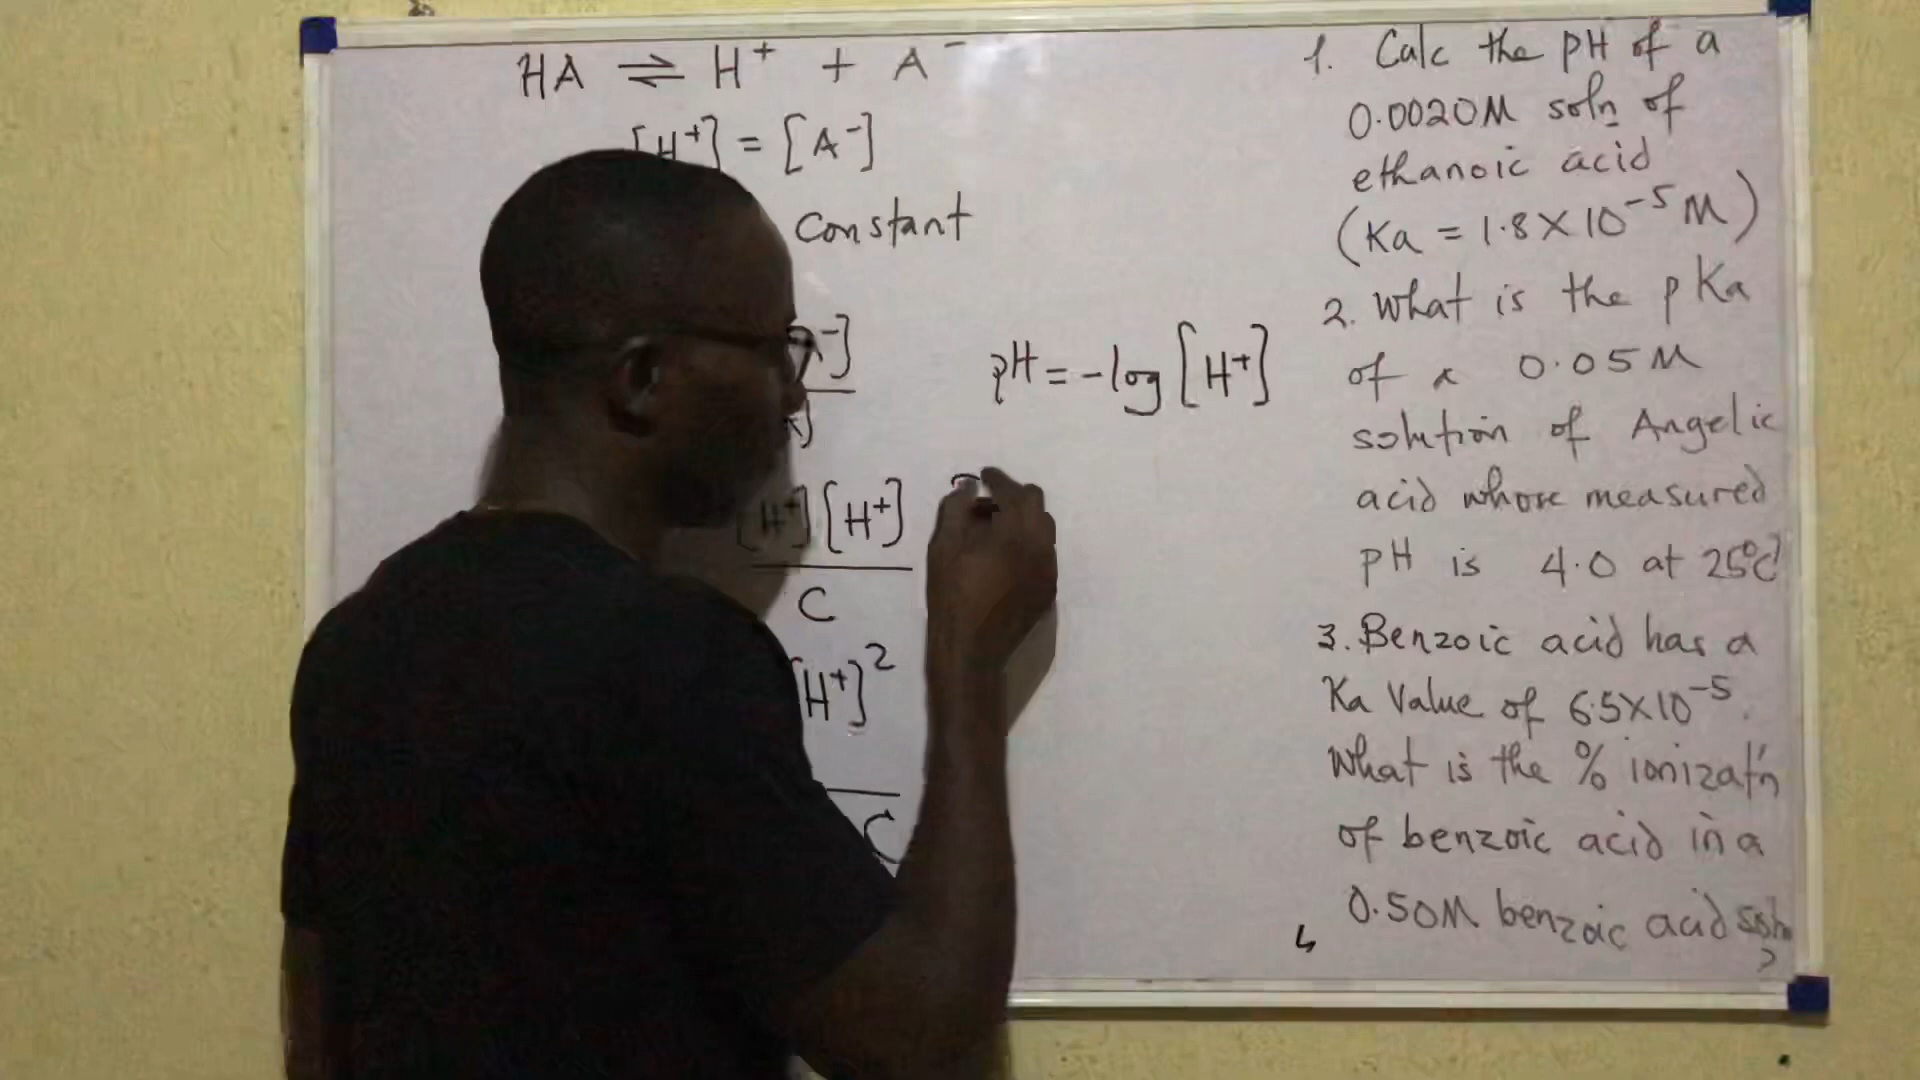 HA ⇌ H⁺ + A⁻
[H⁺] = [A⁻]
Constant
⁻]
pH = -log [H⁺]
[H⁺][H⁺]
C
[H⁺]²
C
1. Calc the pH of a
0.0020M soln of
ethanoic acid
(Ka = 1.8×10⁻⁵M)
2. What is the pKa
of a 0.05M
solution of Angelic
acid whose measured
pH is 4.0 at 25°C
3. Benzoic acid has a
Ka Value of 6.5×10⁻⁵.
What is the % ionizat'n
of benzoic acid in a
0.50M benzoic acid soln
?